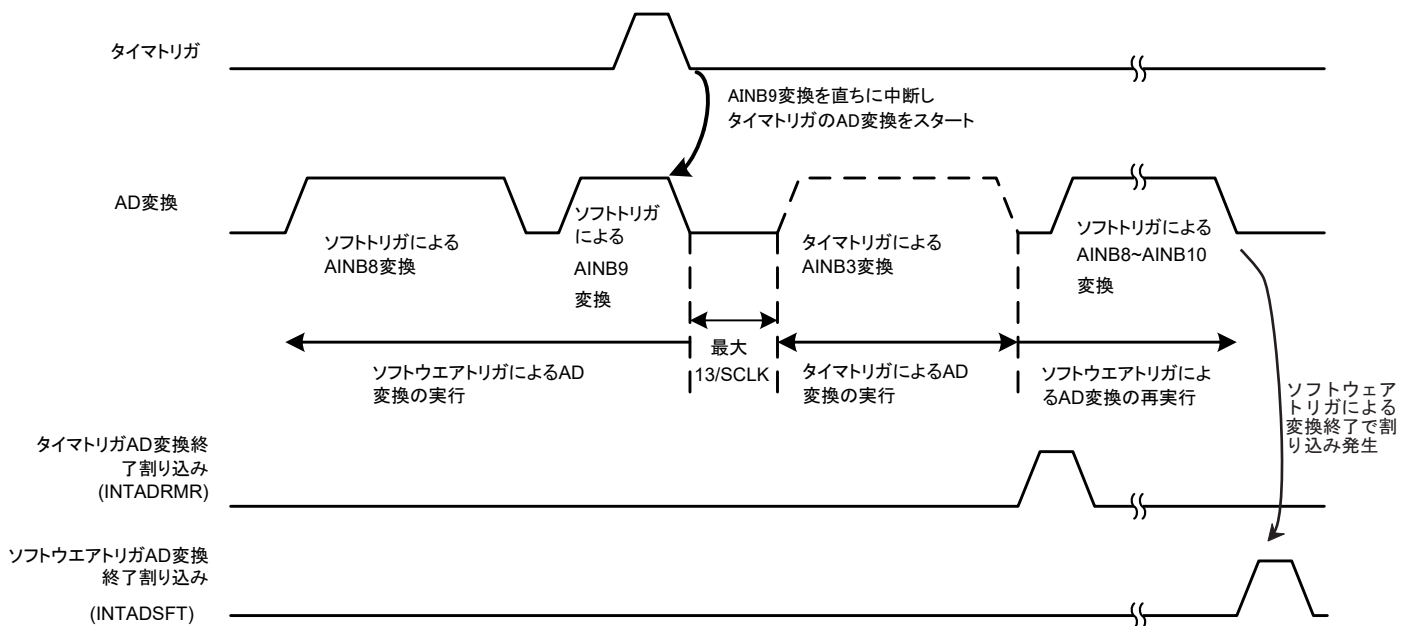 タイマトリガ
AINB9変換を直ちに中断し
タイマトリガのAD変換をスタート
AD変換
ソフトトリガによる
AINB8変換
ソフトトリガ
による
AINB9
変換
タイマトリガによる
AINB3変換
ソフトトリガによる
AINB8~AINB10
変換
ソフトウエアトリガによるAD
変換の実行
最大
13/SCLK
タイマトリガによるAD
変換の実行
ソフトウエアトリガによ
るAD変換の再実行
ソフトウェア
トリガによる
変換終了で割
り込み発生
タイマトリガAD変換終
了割り込み
(INTADRMR)
ソフトウエアトリガAD変換
終了割り込み
(INTADSFT)